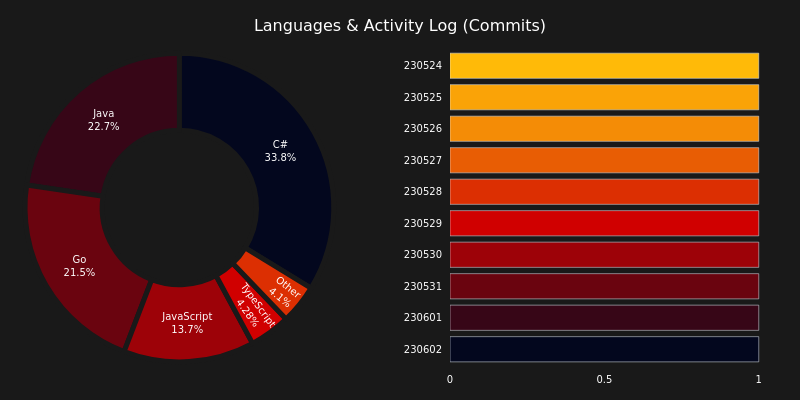 Languages & Activity Log (Commits)
Java
22.7%
C#
33.8%
Go
21.5%
JavaScript
13.7%
TypeScript
4.28%
Other
4.1%
230524
230525
230526
230527
230528
230529
230530
230531
230601
230602
0
0.5
1